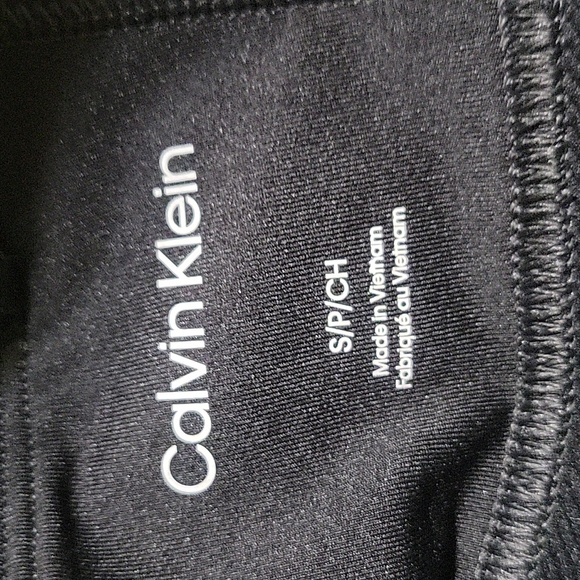 Calvin Klein
S/P/CH
Made in Vietnam
Fabriqué au Vietnam